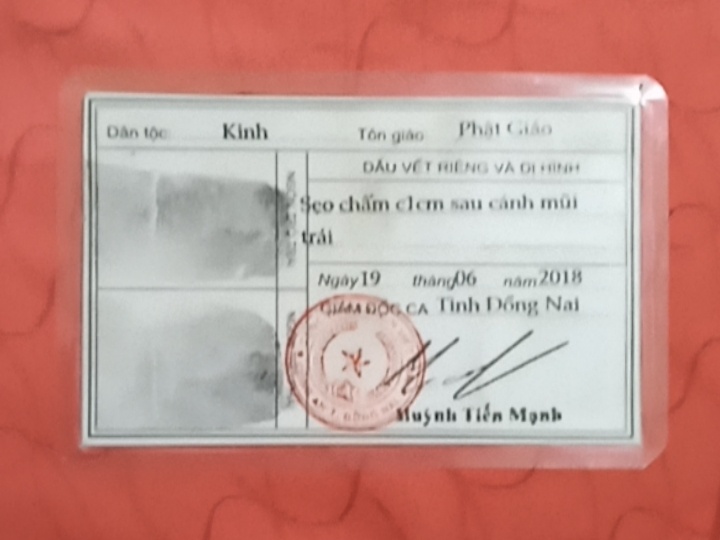 Dân tộc: Kinh Tôn giáo: Phật Giáo
DẤU VẾT RIÊNG VÀ DỊ HÌNH
Sẹo chấm c1cm sau cánh mũi
trái
Ngày 19 tháng 06 năm 2018
GIÁM ĐỐC CA Tỉnh Đồng Nai
Huỳnh Tiến Mạnh